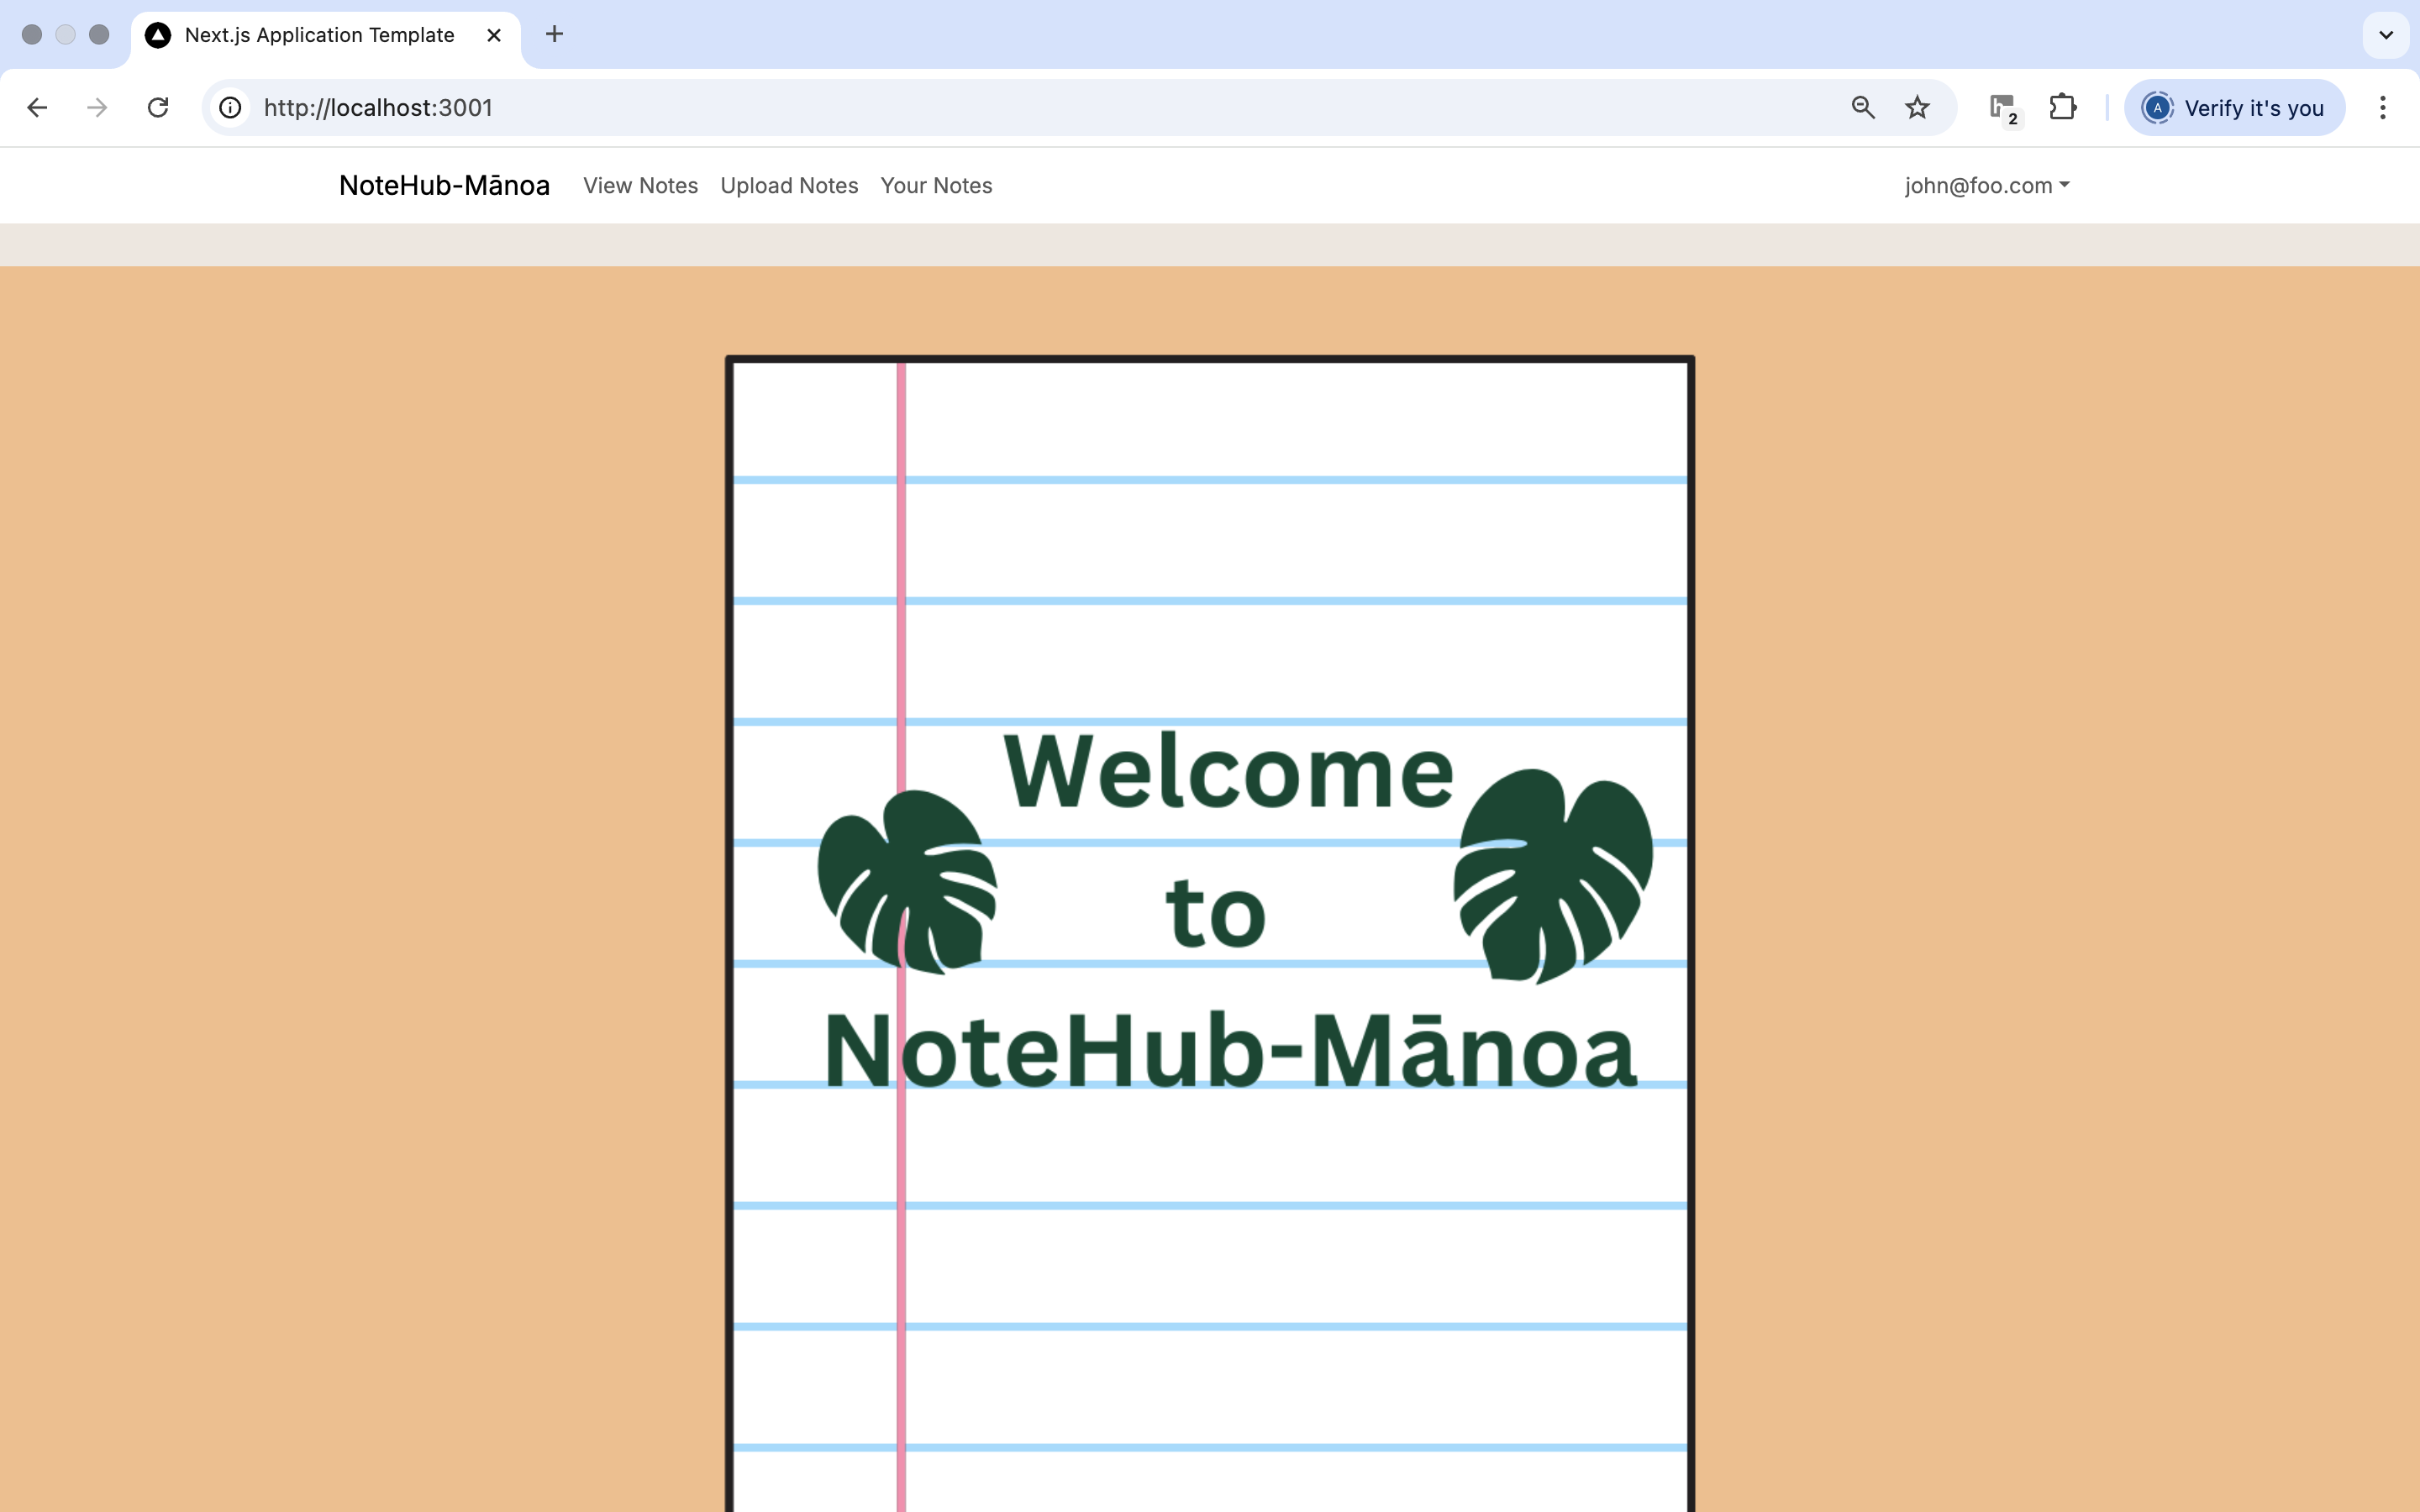 Next.js Application Template
http://localhost:3001
2
A
Verify it's you
NoteHub-Mānoa
View Notes
Upload Notes
Your Notes
john@foo.com
Welcome
to
NoteHub-Mānoa